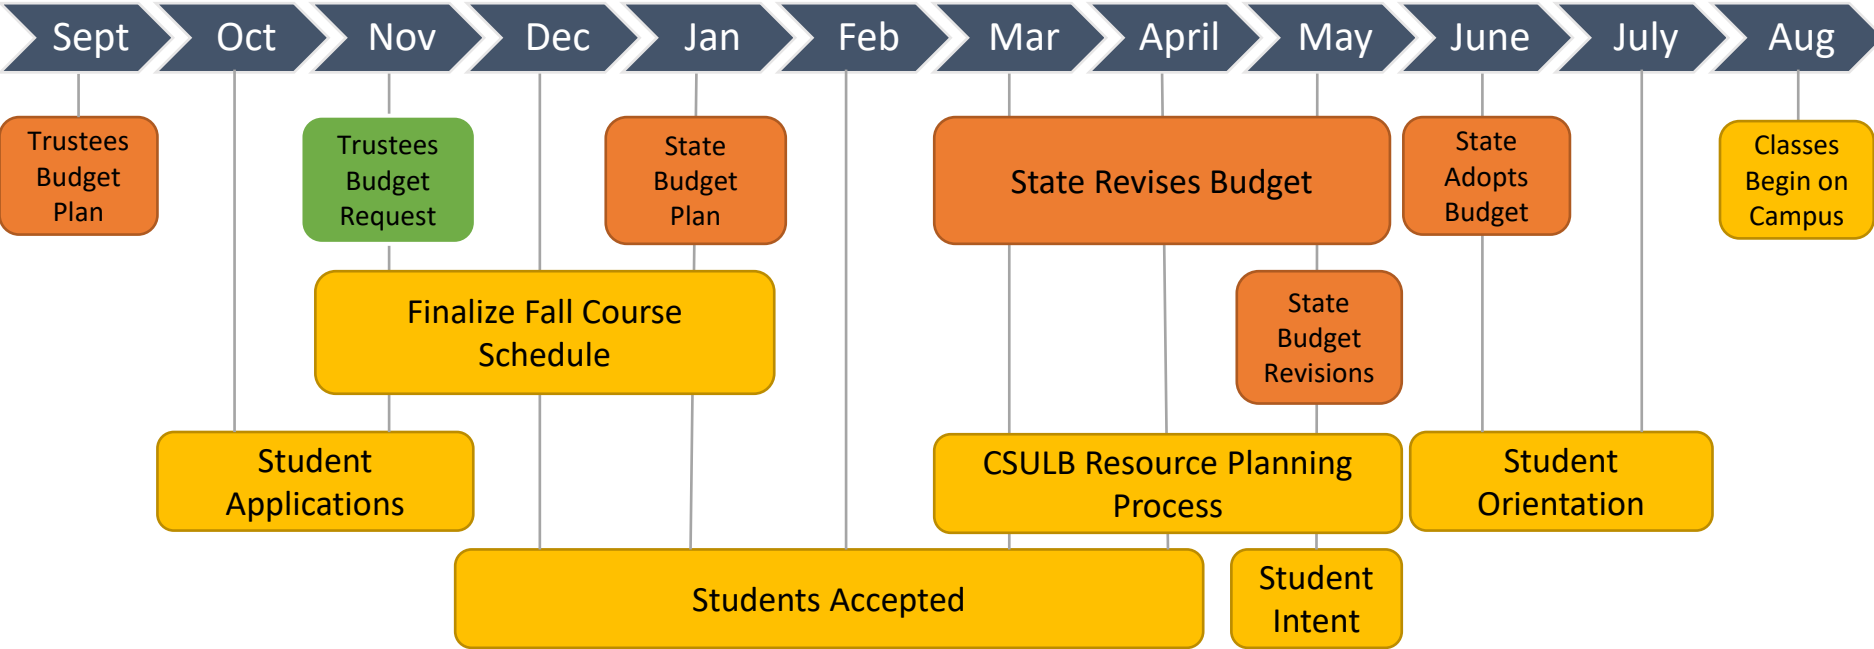 Sept
Oct
Nov
Dec
Jan
Feb
Mar
April
May
June
July
Aug
Trustees
Budget
Plan
Trustees
Budget
Request
State
Budget
Plan
State Revises Budget
State
Adopts
Budget
Classes
Begin on
Campus
Finalize Fall Course
Schedule
State
Budget
Revisions
Student
Applications
CSULB Resource Planning
Process
Student
Orientation
Students Accepted
Student
Intent